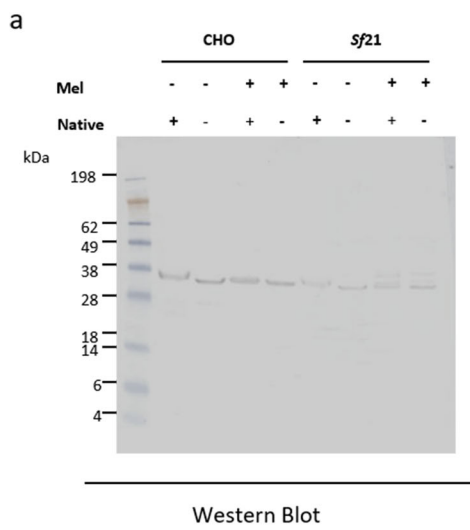 a
CHO Sf21
Mel - - + + - - + +
Native + - + - + - + -
kDa
198
62
49
38
28
18
14
6
4
Western Blot